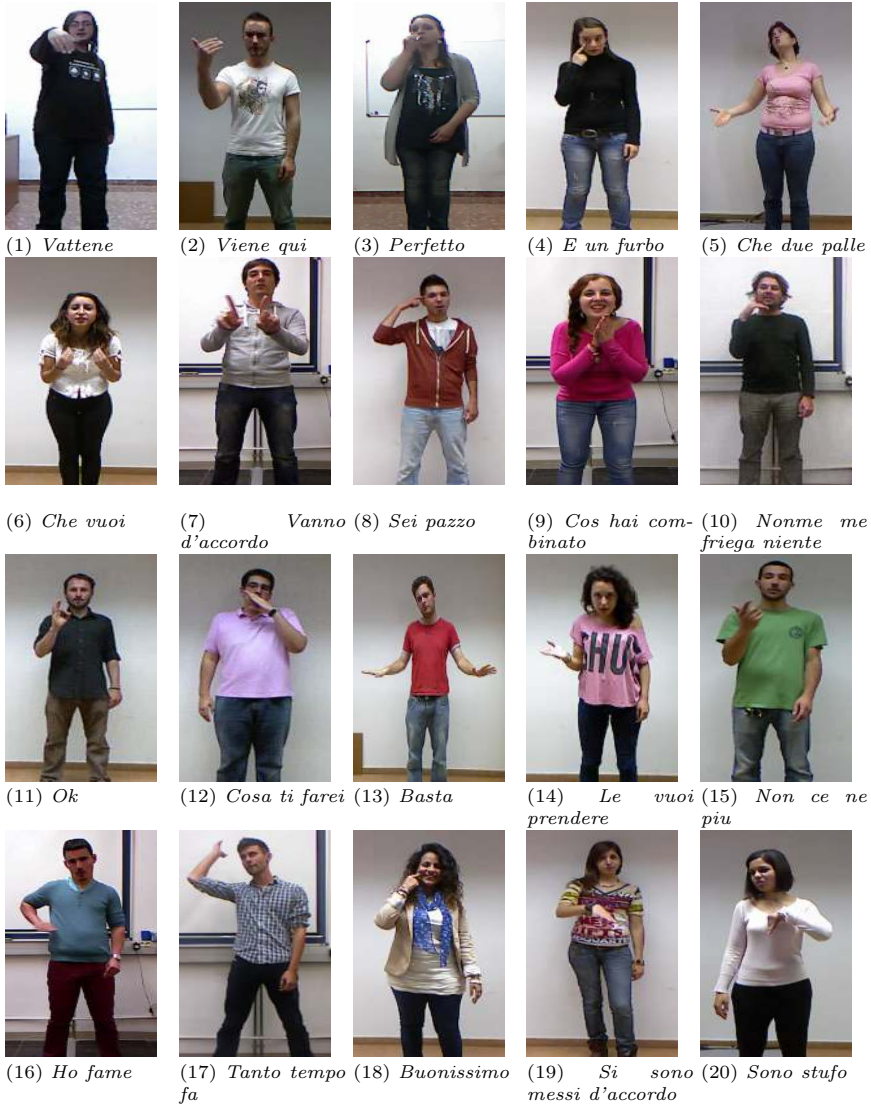 (1) Vattene
(2) Viene qui
(3) Perfetto
(4) E un furbo
(5) Che due palle
(6) Che vuoi
(7) Vanno
d'accordo
(8) Sei pazzo
(9) Cos hai com-
binato
(10) Nonme me
friega niente
SHUC
(11) Ok
(12) Cosa ti farei
(13) Basta
(14) Le vuoi
prendere
(15) Non ce ne
piu
(16) Ho fame
(17) Tanto tempo
fa
(18) Buonissimo
(19) Si sono
messi d'accordo
(20) Sono stufo